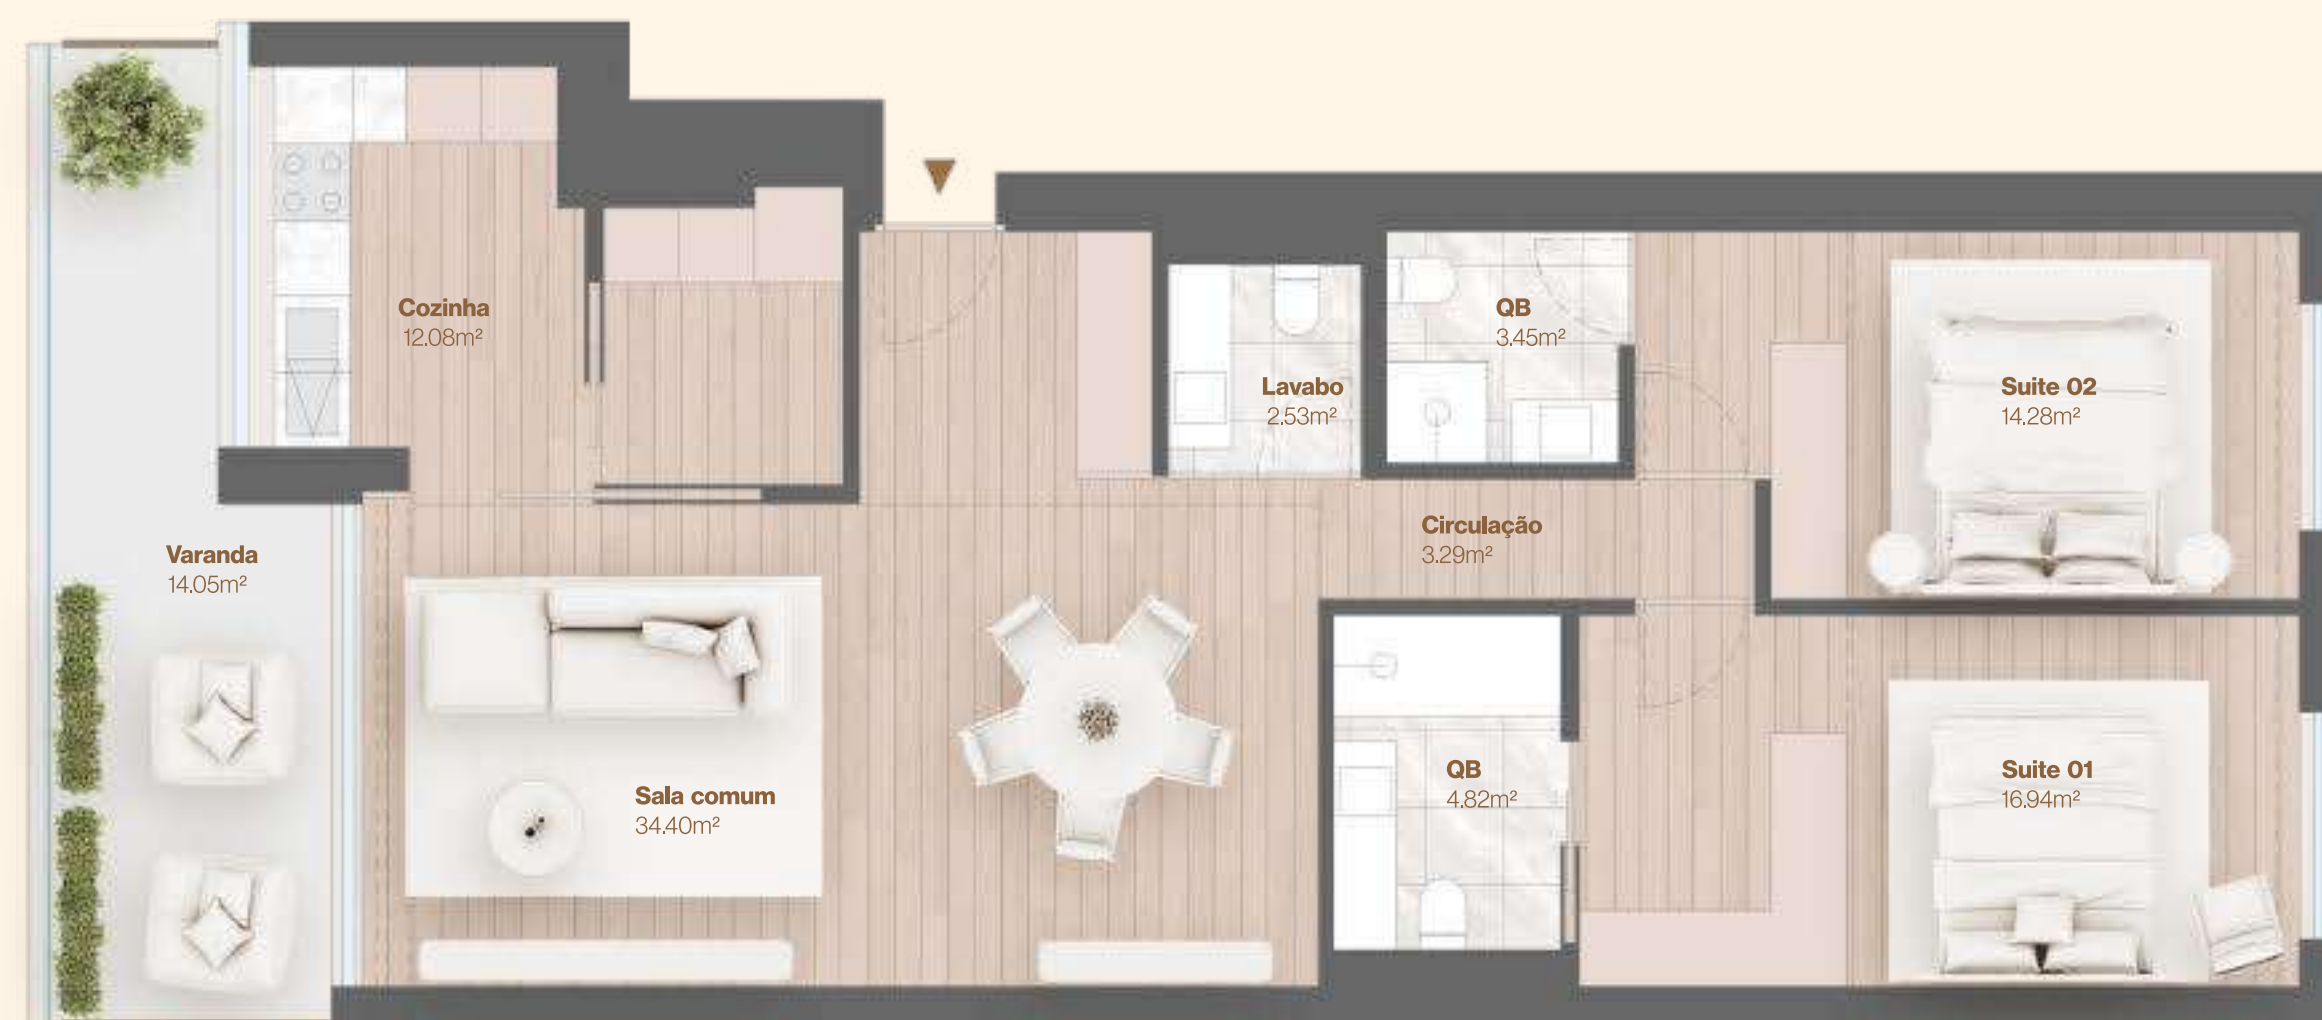 Cozinha
12.08m²
QB
3.45m²
Lavabo
2.53m²
Suite 02
14.28m²
Varanda
14.05m²
Circulação
3.29m²
Sala comum
34.40m²
QB
4.82m²
Suite 01
16.94m²